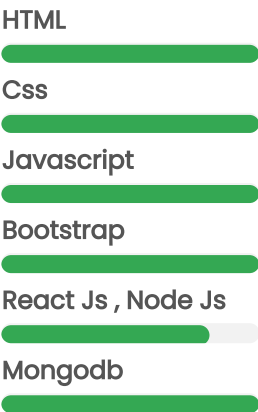 HTML
Css
Javascript
Bootstrap
React Js , Node Js
Mongodb